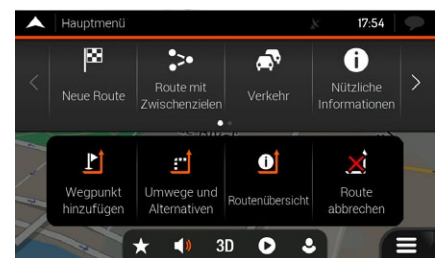 Hauptmenü
17:54
Neue Route
Route mit
Zwischenzielen
Verkehr
Nützliche
Informationen
Wegpunkt
hinzufügen
Umwege und
Alternativen
Routenübersicht
Route
abbrechen
3D